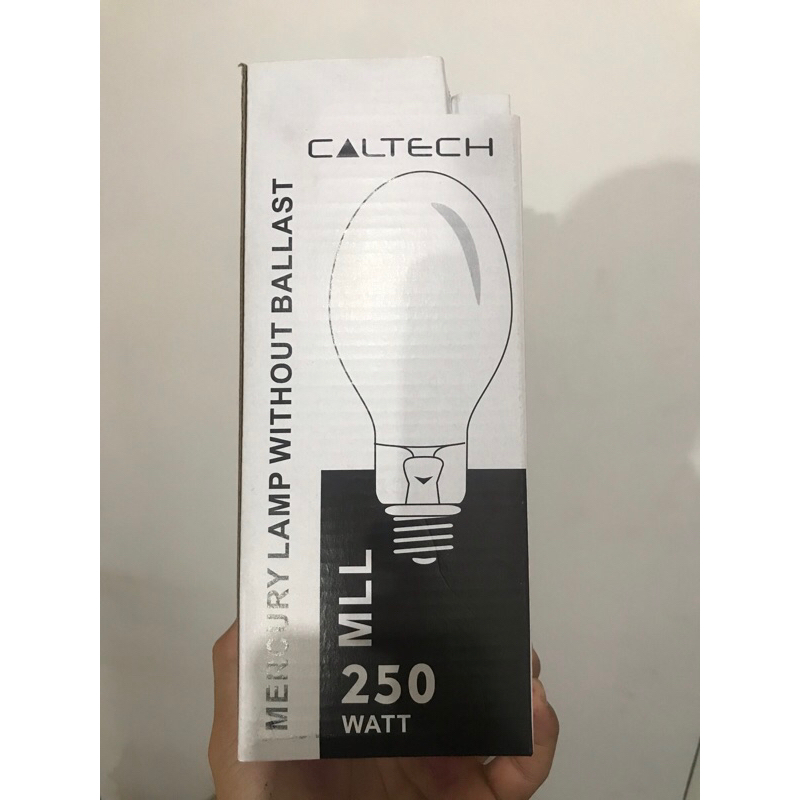 CALTECH
MERCURY LAMP WITHOUT BALLAST
MLL
250
WATT